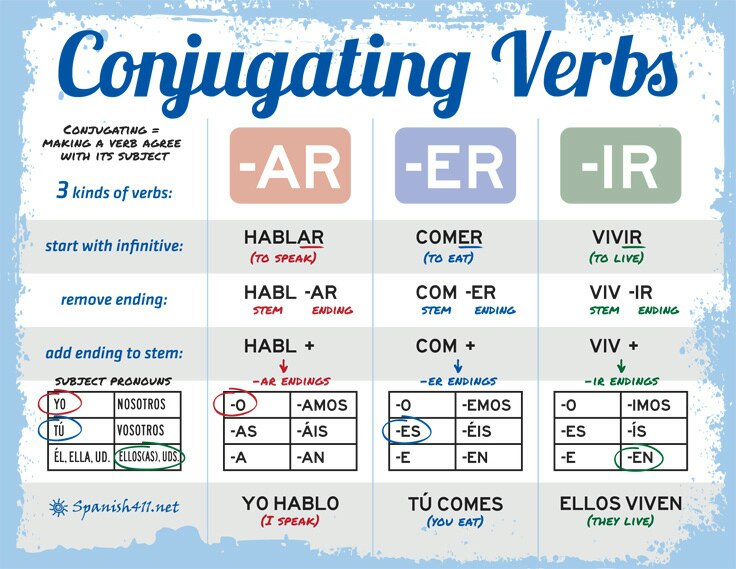 Conjugating Verbs
CONJUGATING =
MAKING A VERB AGREE
WITH ITS SUBJECT
3 kinds of verbs:
-AR
-ER
-IR
start with infinitive:
HABLAR
(TO SPEAK)
COMER
(TO EAT)
VIVIR
(TO LIVE)
remove ending:
HABL -AR
STEM ENDING
COM -ER
STEM ENDING
VIV -IR
STEM ENDING
add ending to stem:
HABL +
COM +
VIV +
SUBJECT PRONOUNS
YO NOSOTROS
TÚ VOSOTROS
ÉL, ELLA, UD. ELLOS(AS), UDS.
-AR ENDINGS
-O -AMOS
-AS -ÁIS
-A -AN
-ER ENDINGS
-O -EMOS
-ES -ÉIS
-E -EN
-IR ENDINGS
-O -IMOS
-ES -ÍS
-E -EN
Spanish411.net
YO HABLO
(I SPEAK)
TÚ COMES
(YOU EAT)
ELLOS VIVEN
(THEY LIVE)